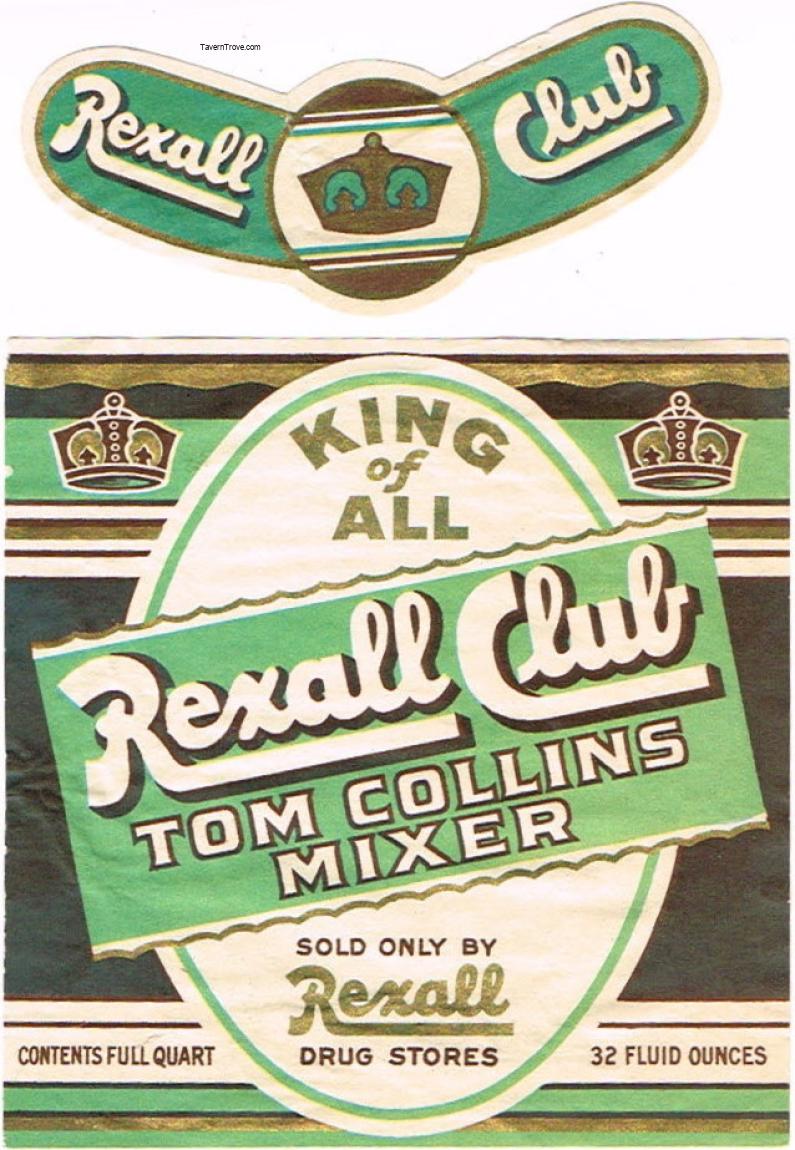 TavernTrove.com
Rexall Club
KING
of
ALL
Rexall Club
TOM COLLINS
MIXER
SOLD ONLY BY
Rexall
DRUG STORES
CONTENTS FULL QUART
32 FLUID OUNCES